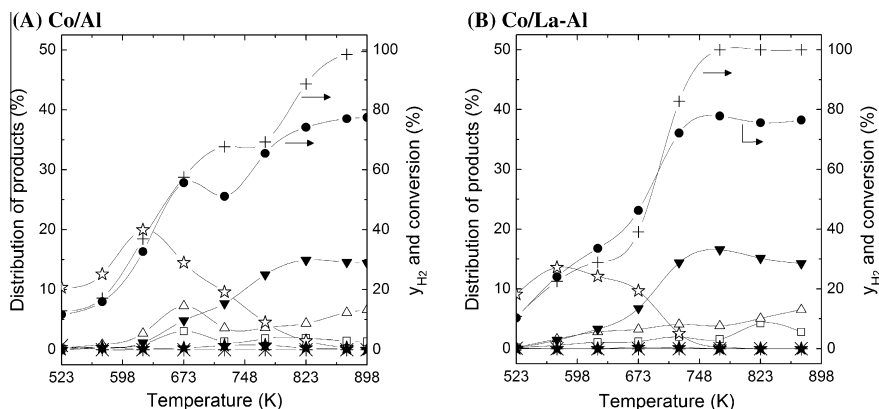 (A) Co/Al
Distribution of products (%)
50
40
30
20
10
0
100
80
60
40
20
0
y_H2 and conversion (%)
523 598 673 748 823 898
Temperature (K)
(B) Co/La-Al
Distribution of products (%)
50
40
30
20
10
0
100
80
60
40
20
0
y_H2 and conversion (%)
523 598 673 748 823 898
Temperature (K)